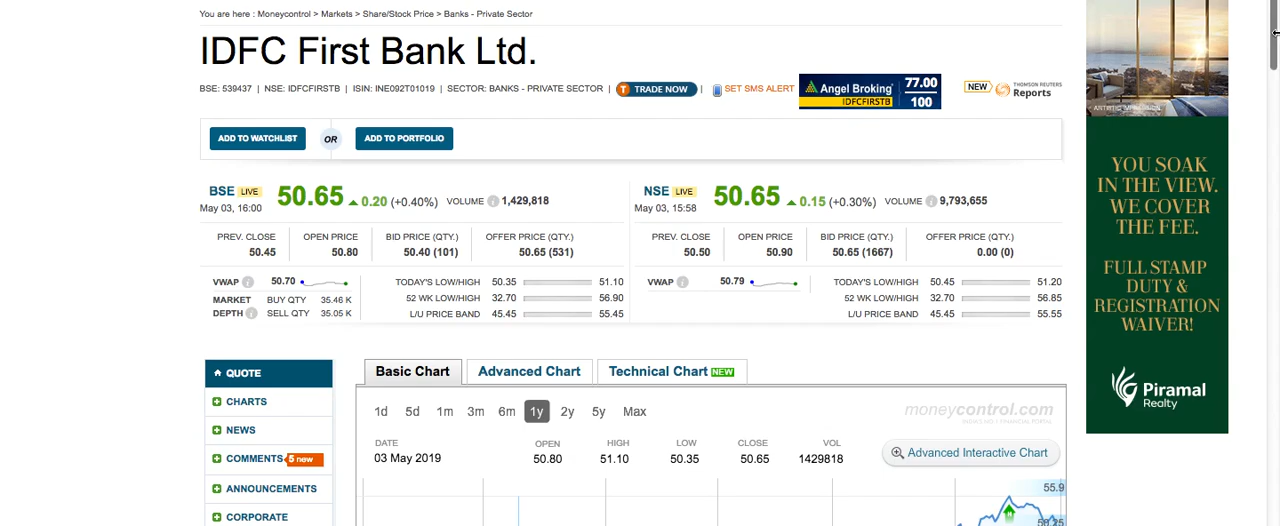 You are here : Moneycontrol > Markets > Share/Stock Price > Banks - Private Sector
IDFC First Bank Ltd.
BSE: 539437 | NSE: IDFCFIRSTB | ISIN: INE092T01019 | SECTOR: BANKS - PRIVATE SECTOR | T TRADE NOW | SET SMS ALERT
Angel Broking 77.00
IDFCFIRSTB 100
NEW THOMSON REUTERS
Reports
ADD TO WATCHLIST OR ADD TO PORTFOLIO
BSE LIVE 50.65 0.20 (+0.40%) VOLUME i 1,429,818
May 03, 16:00
PREV. CLOSE OPEN PRICE BID PRICE (QTY.) OFFER PRICE (QTY.)
50.45 50.80 50.40 (101) 50.65 (531)
VWAP i 50.70 TODAY'S LOW/HIGH 50.35 51.10
MARKET BUY QTY 35.46 K 52 WK LOW/HIGH 32.70 56.90
DEPTH i SELL QTY 35.05 K L/U PRICE BAND 45.45 55.45
NSE LIVE 50.65 0.15 (+0.30%) VOLUME i 9,793,655
May 03, 15:58
PREV. CLOSE OPEN PRICE BID PRICE (QTY.) OFFER PRICE (QTY.)
50.50 50.90 50.65 (1667) 0.00 (0)
VWAP i 50.79 TODAY'S LOW/HIGH 50.45 51.20
52 WK LOW/HIGH 32.70 56.85
L/U PRICE BAND 45.45 55.55
QUOTE
CHARTS
NEWS
COMMENTS 5 new
ANNOUNCEMENTS
CORPORATE
Basic Chart Advanced Chart Technical Chart NEW
1d 5d 1m 3m 6m 1y 2y 5y Max
moneycontrol.com
INDIA'S NO.1 FINANCIAL PORTAL
DATE OPEN HIGH LOW CLOSE VOL
03 May 2019 50.80 51.10 50.35 50.65 1429818
Advanced Interactive Chart
55.9
50.25
ARTISTIC IMPRESSION
YOU SOAK
IN THE VIEW.
WE COVER
THE FEE.
FULL STAMP
DUTY &
REGISTRATION
WAIVER!
Piramal
Realty